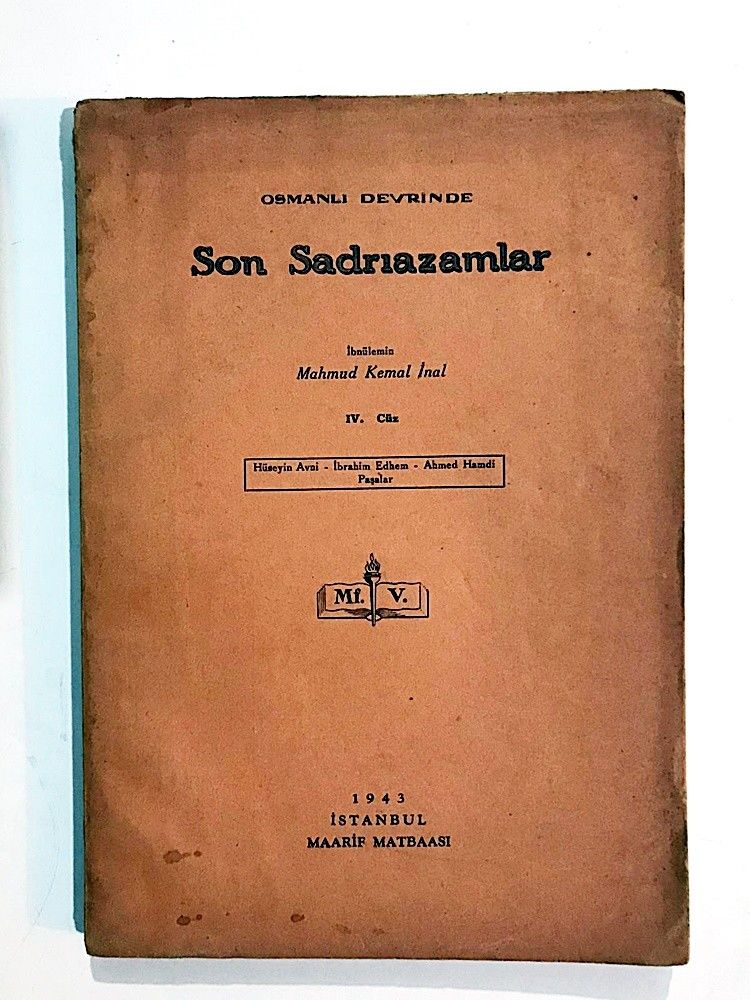 OSMANLI DEVRİNDE
Son Sadrıazamlar
İbnülemin
Mahmud Kemal İnal
IV. Cüz
Hüseyin Avni - İbrahim Edhem - Ahmed Hamdi
Paşalar
Mf. V.
1943
İSTANBUL
MAARİF MATBAASI